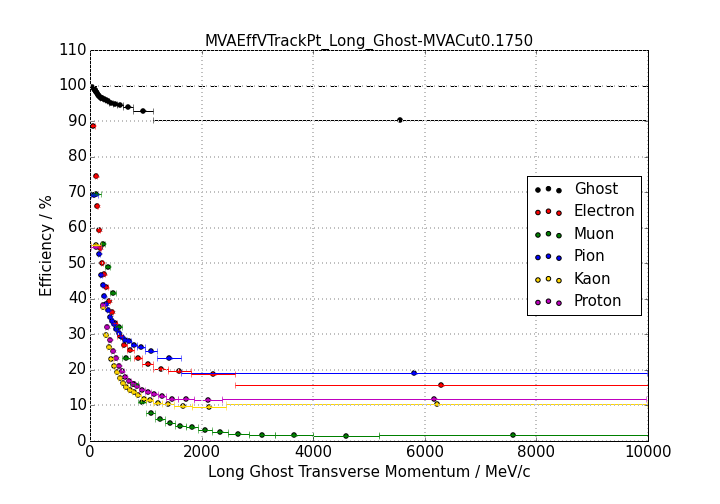 MVAEffVTrackPt_Long_Ghost-MVACut0.1750
110
100
90
80
70
60
50
40
30
20
10
0
Efficiency / %
Ghost
Electron
Muon
Pion
Kaon
Proton
0 2000 4000 6000 8000 10000
Long Ghost Transverse Momentum / MeV/c